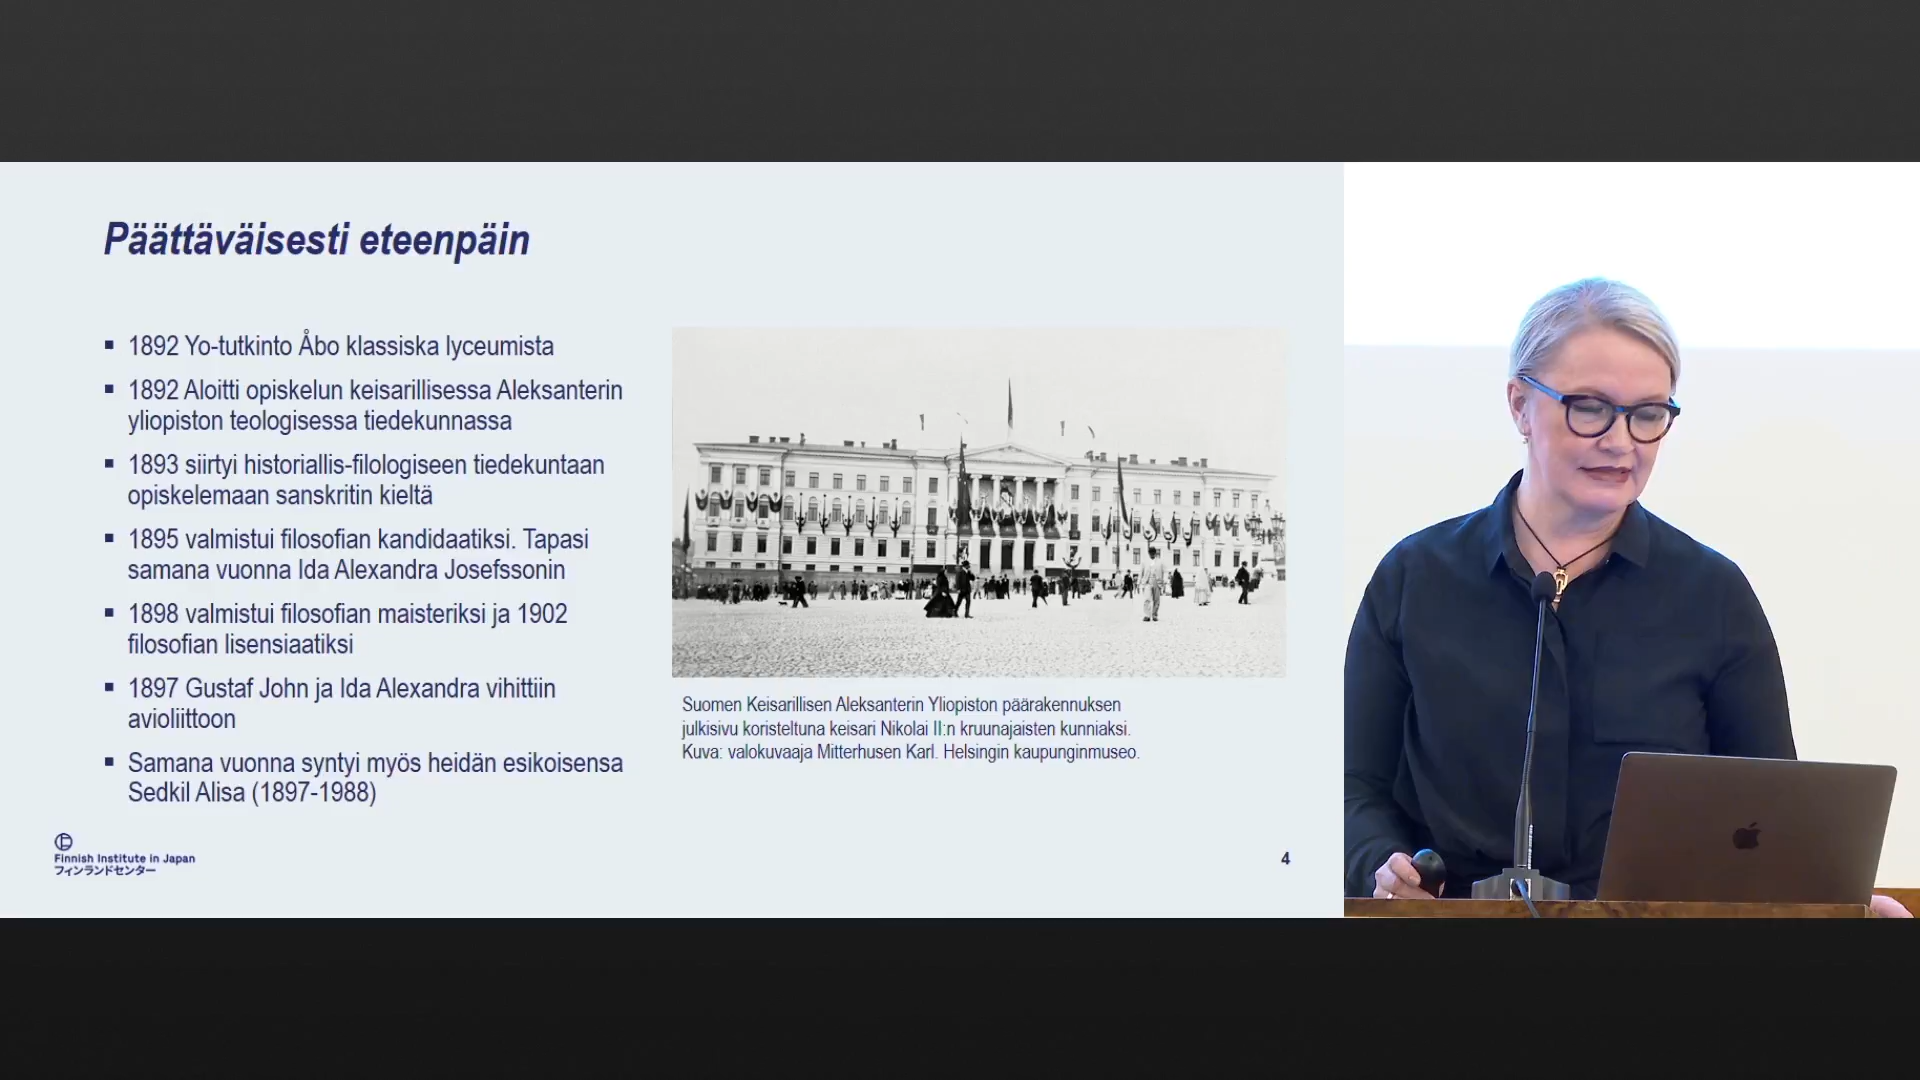 Päättäväisesti eteenpäin
▪ 1892 Yo-tutkinto Åbo klassiska lyceumista
▪ 1892 Aloitti opiskelun keisarillisessa Aleksanterin
yliopiston teologisessa tiedekunnassa
▪ 1893 siirtyi historiallis-filologiseen tiedekuntaan
opiskelemaan sanskritin kieltä
▪ 1895 valmistui filosofian kandidaatiksi. Tapasi
samana vuonna Ida Alexandra Josefssonin
▪ 1898 valmistui filosofian maisteriksi ja 1902
filosofian lisensiaatiksi
▪ 1897 Gustaf John ja Ida Alexandra vihittiin
avioliittoon
▪ Samana vuonna syntyi myös heidän esikoisensa
Sedkil Alisa (1897-1988)
Suomen Keisarillisen Aleksanterin Yliopiston päärakennuksen
julkisivu koristeltuna keisari Nikolai II:n kruunajaisten kunniaksi.
Kuva: valokuvaaja Mitterhusen Karl. Helsingin kaupunginmuseo.
Finnish Institute in Japan
フィンランドセンター
4